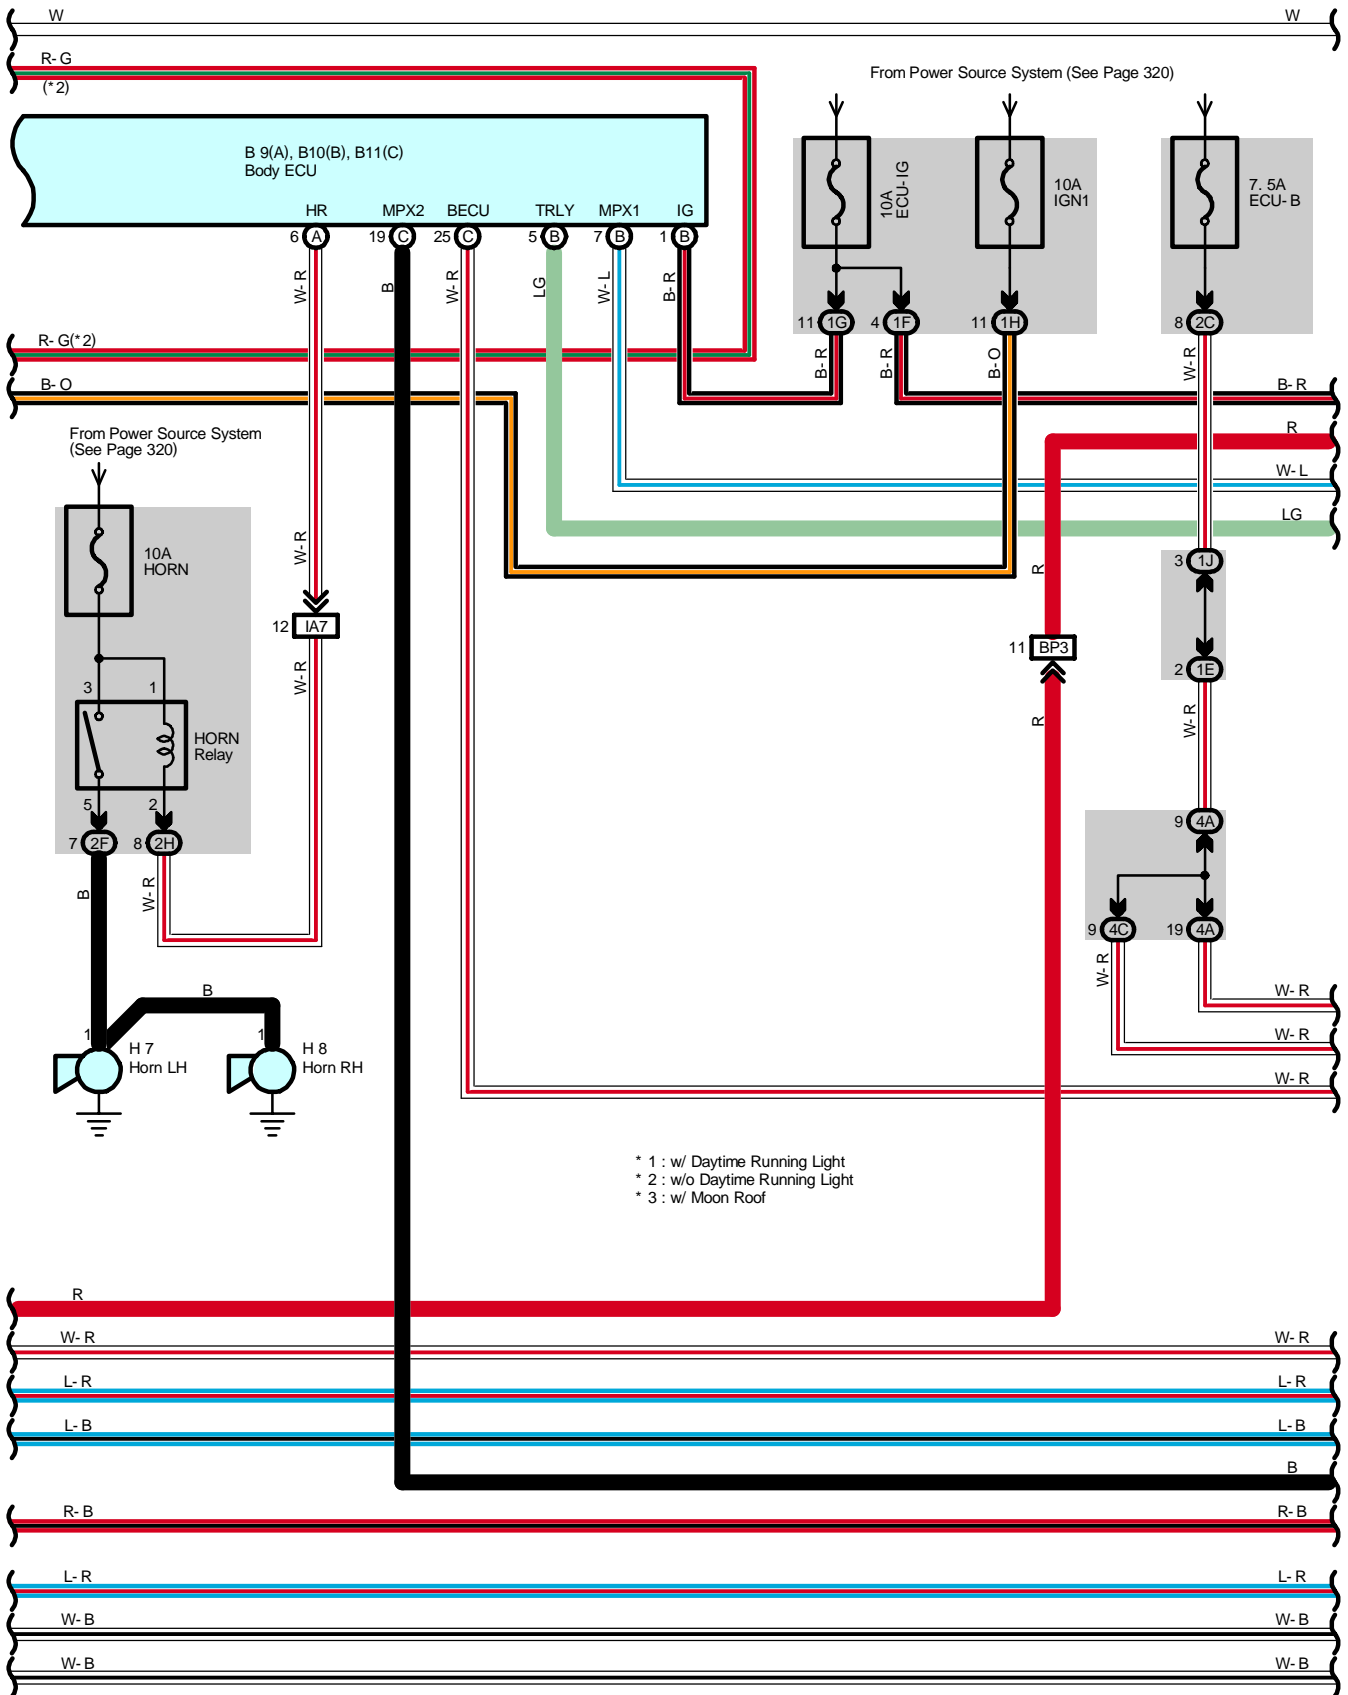 W W
R-G
(*2)
From Power Source System (See Page 320)
B 9(A), B10(B), B11(C)
Body ECU
HR MPX2 BECU TRLY MPX1 IG
6 A 19 C 25 C 5 B 7 B 1 B
10A
ECU-IG
10A
IGN1
7. 5A
ECU-B
W-R B W-R LG W-L B-R
11 1G 4 1F 11 1H 8 2C
R-G(*2)
B-R B-R B-O W-R
B-O B-R
R
W-L
LG
From Power Source System
(See Page 320)
10A
HORN
W-R
12 IA7
W-R
3 1
HORN
Relay
5 2
7 2F 8 2H
B W-R
R
11 BP3
R
3 1J
2 1E
W-R
9 4A
9 4C 19 4A
W-R
W-R
W-R
W-R
B
1 1
H 7
Horn LH
H 8
Horn RH
* 1 : w/ Daytime Running Light
* 2 : w/o Daytime Running Light
* 3 : w/ Moon Roof
R
W-R W-R
L-R L-R
L-B L-B
B
R-B R-B
L-R L-R
W-B W-B
W-B W-B